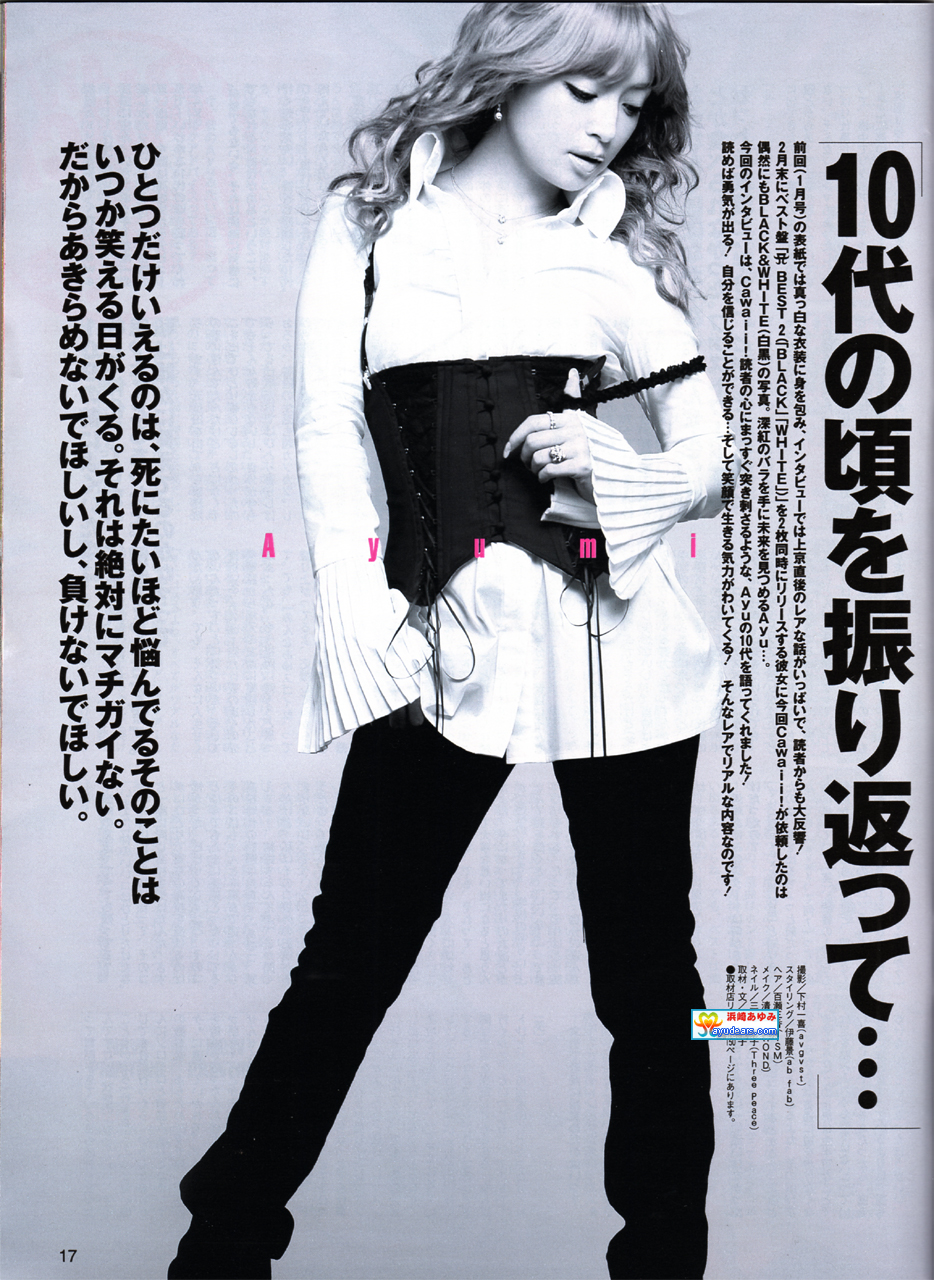 10代の頃を振り返って…
前回(1月号)の表紙では真っ白な衣装に身を包み、インタビューでは上京直後のレアな話がいっぱいで、読者からも大反響!
2月末にベスト盤「 BEST 2(「BLACK」「WHITE」)を2枚同時にリリースする彼女に今回Cawaii!が依頼したのは
偶然にもBLACK&WHITE(白黒)の写真。深紅のバラを手に未来を見つめるAyu…。
今回のインタビューは、Cawaii!読者の心にまっすぐ突き刺さるような、Ayuの10代を語ってくれました!
読めば勇気が出る! 自分を信じることができる…そして笑顔で生きる気力がわいてくる! そんなレアでリアルな内容なのです!
撮影/下村一喜(avgvst)
スタイリング/伊藤景(ab fab)
ヘア/百瀬 SM)
メイク/ OND)
ネイル/三 子(Three Peace)
取材・文/ 子
●取材店リ ページにあります。
浜崎あゆみ
ayudears.com
Ayumi
ひとつだけいえるのは、死にたいほど悩んでるそのことは
いつか笑える日がくる。それは絶対にマチガイない。
だからあきらめないでほしいし、負けないでほしい。
17